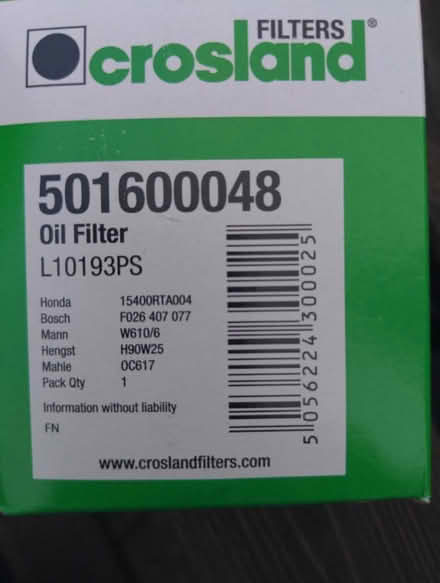 FILTERS®
crosland
501600048
Oil Filter
L10193PS
Honda 15400RTA004
Bosch F026 407 077
Mann W610/6
Hengst H90W25
Mahle OC617
Pack Qty 1
Information without liability
FN
5 056224 300025
www.croslandfilters.com